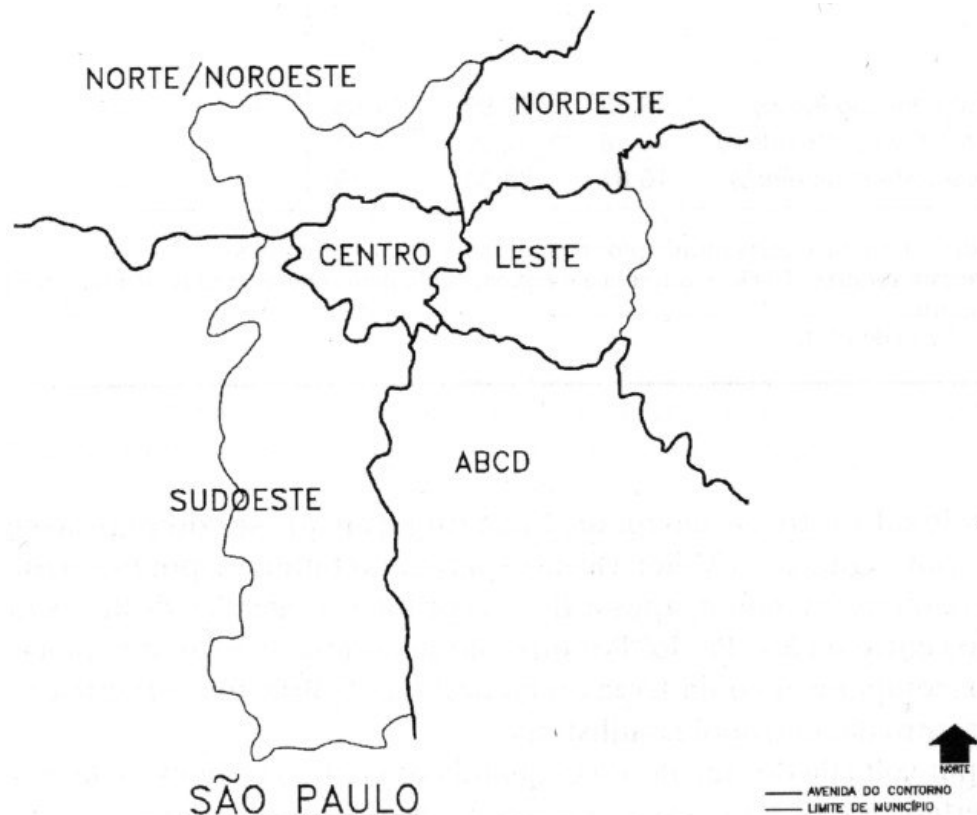 NORTE/NOROESTE
NORDESTE
CENTRO
LESTE
ABCD
SUDOESTE
SÃO PAULO
NORTE
AVENIDA DO CONTORNO
LIMITE DE MUNICÍPIO